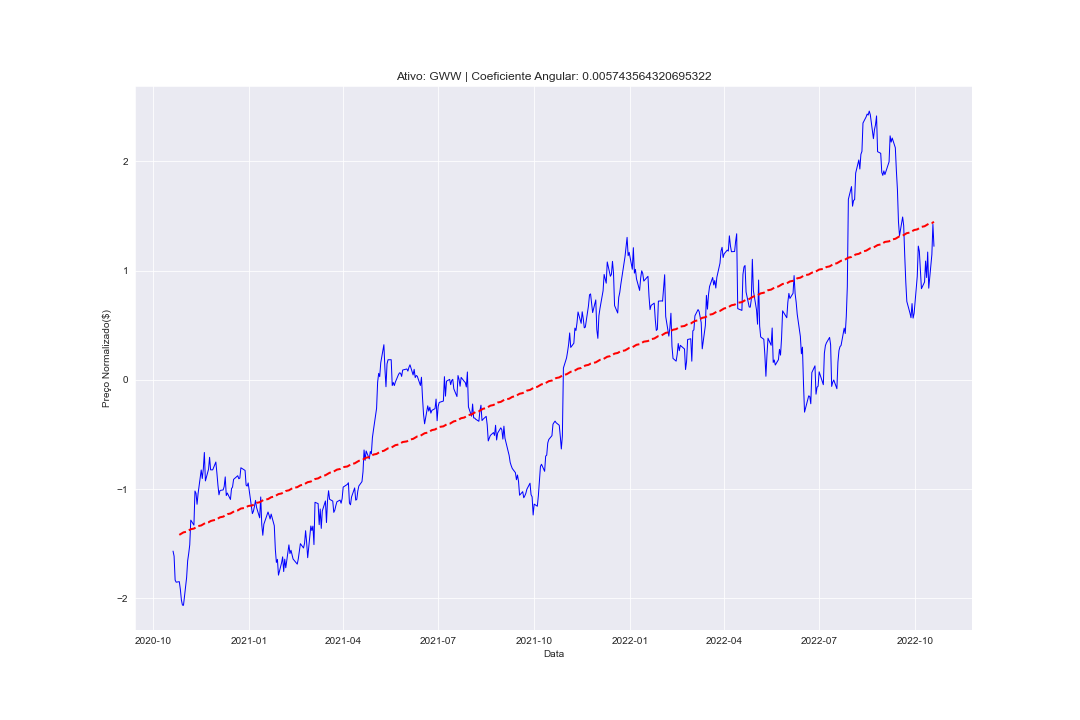 Ativo: GWW | Coeficiente Angular: 0.005743564320695322
Preço Normalizado($)
2
1
0
−1
−2
2020-10 2021-01 2021-04 2021-07 2021-10 2022-01 2022-04 2022-07 2022-10
Data